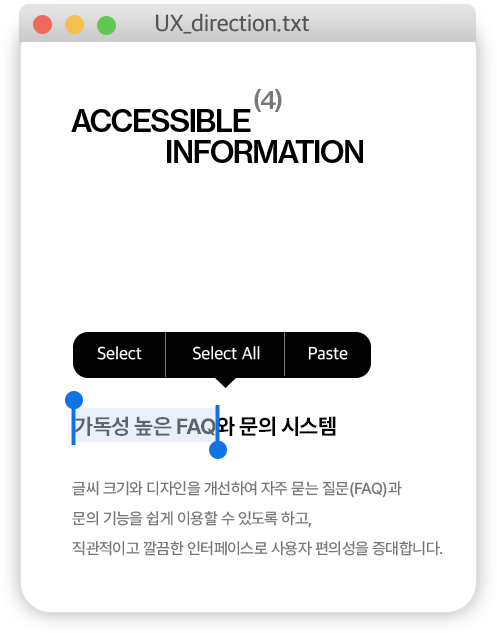 UX_direction.txt
(4)
ACCESSIBLE
INFORMATION
Select Select All Paste
가독성 높은 FAQ와 문의 시스템
글씨 크기와 디자인을 개선하여 자주 묻는 질문(FAQ)과
문의 기능을 쉽게 이용할 수 있도록 하고,
직관적이고 깔끔한 인터페이스로 사용자 편의성을 증대합니다.